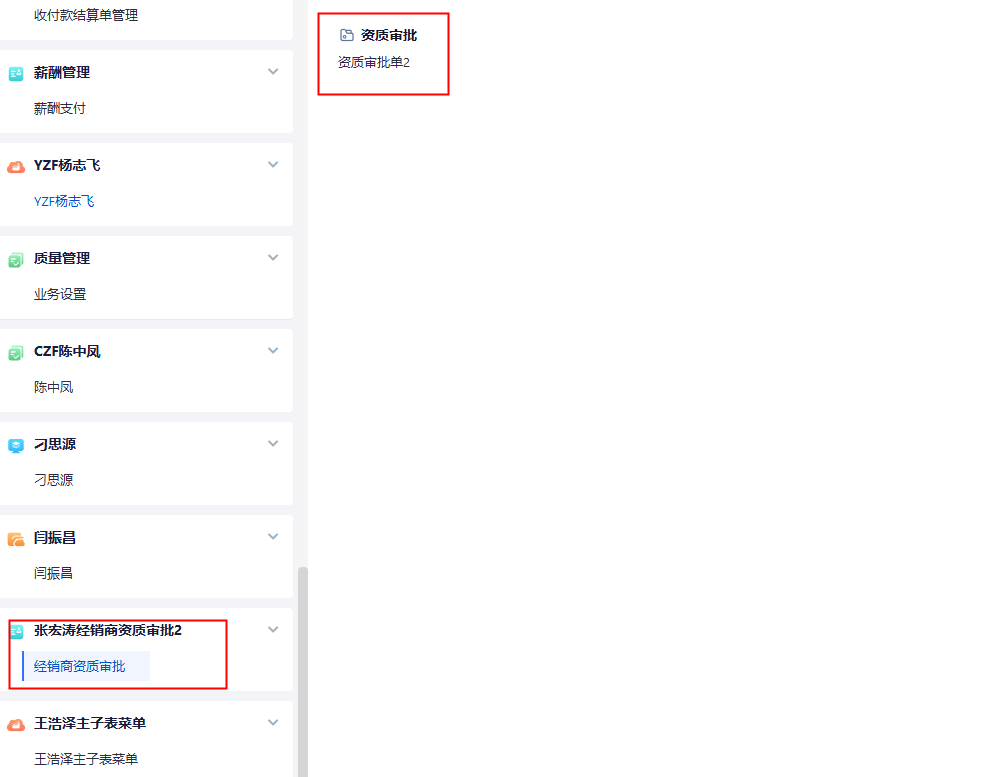 收付款结算单管理
薪酬管理
薪酬支付
YZF杨志飞
YZF杨志飞
质量管理
业务设置
CZF陈中凤
陈中凤
刁思源
刁思源
闫振昌
闫振昌
张宏涛经销商资质审批2
经销商资质审批
王浩泽主子表菜单
王浩泽主子表菜单
资质审批
资质审批单2